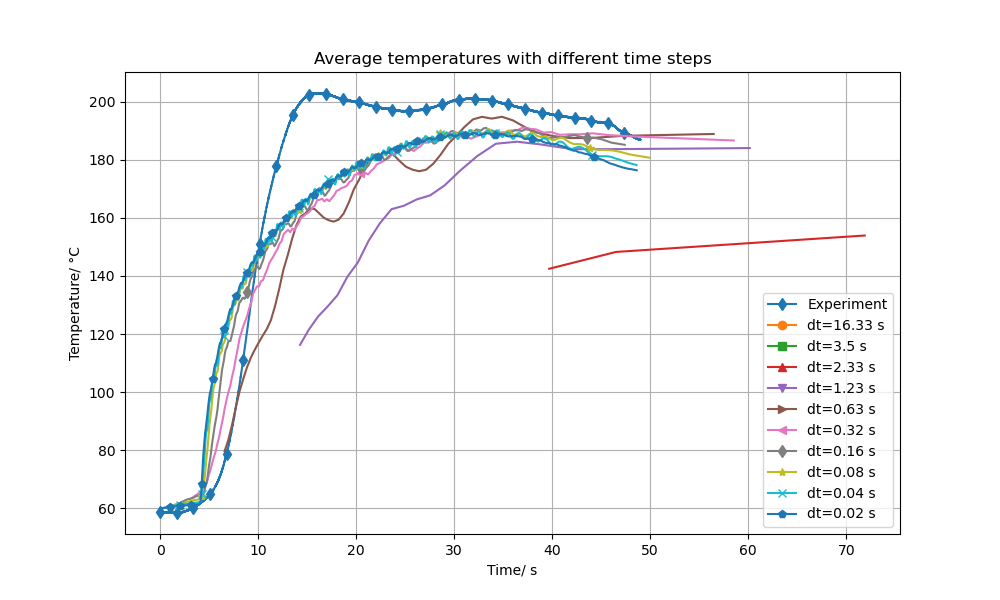 Average temperatures with different time steps
200
180
160
140
120
100
80
60
Temperature/ °C
0 10 20 30 40 50 60 70
Time/ s
Experiment
dt=16.33 s
dt=3.5 s
dt=2.33 s
dt=1.23 s
dt=0.63 s
dt=0.32 s
dt=0.16 s
dt=0.08 s
dt=0.04 s
dt=0.02 s